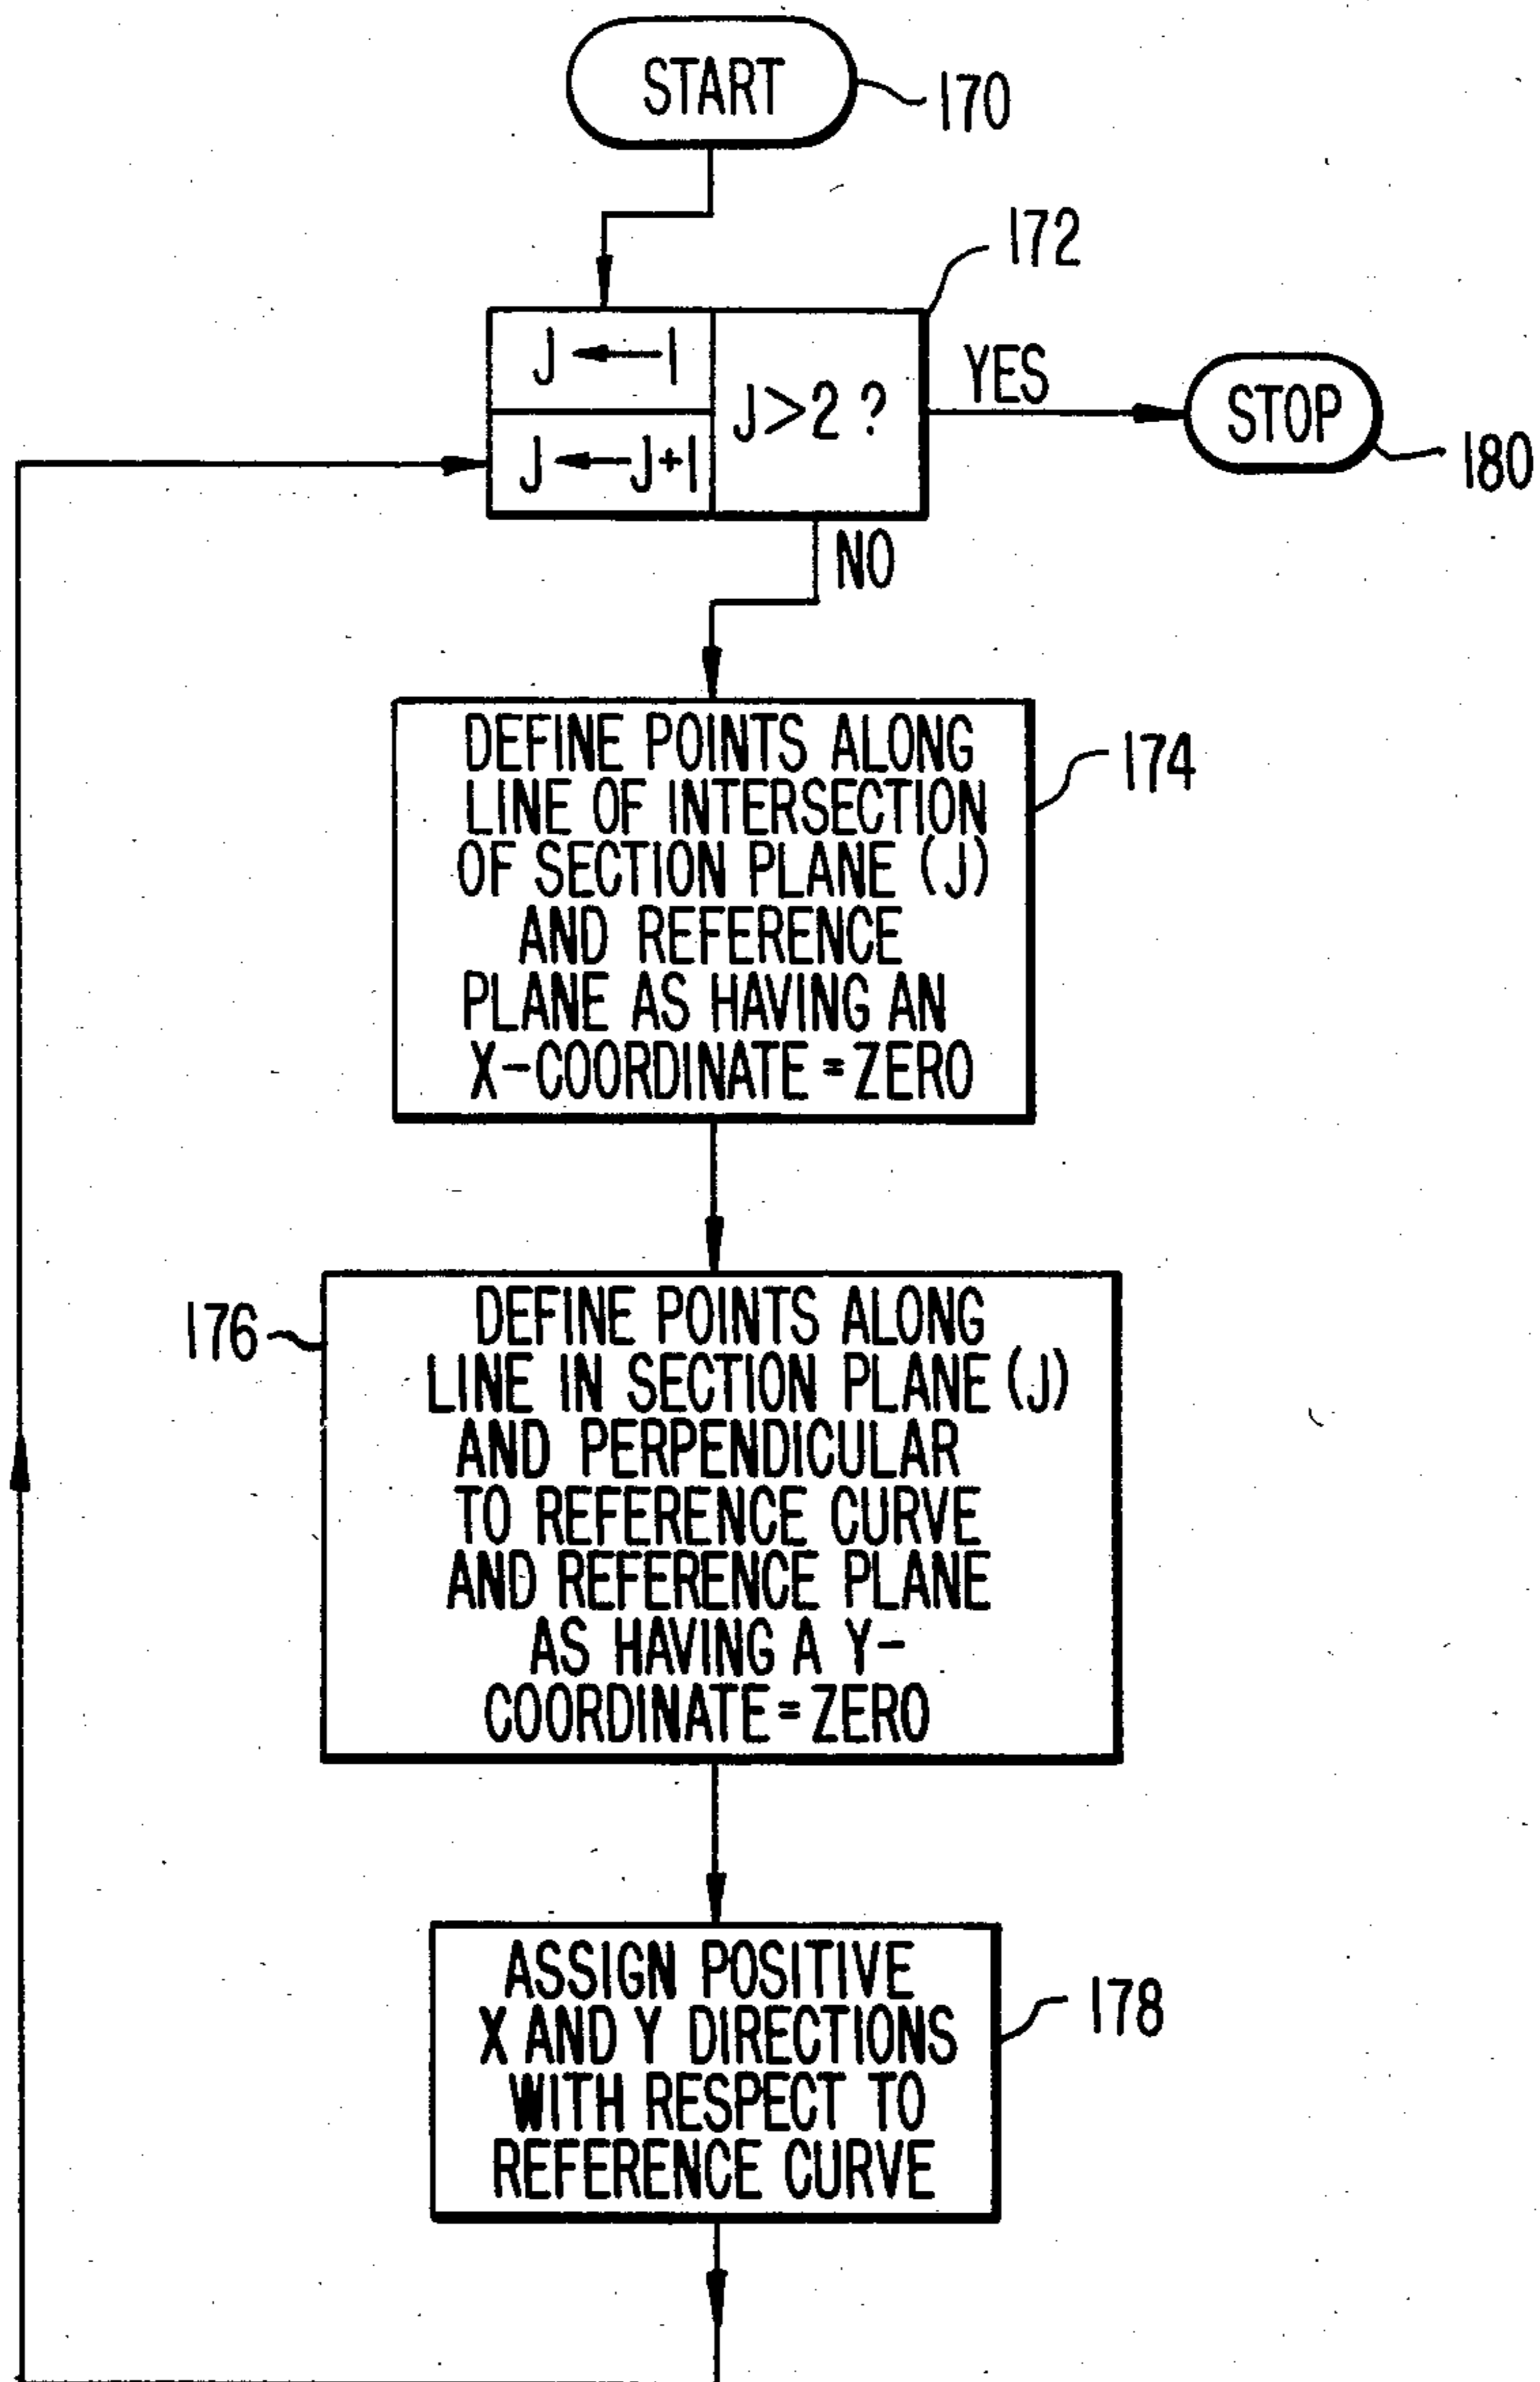 START
170
172
J ← 1
J > 2 ?
YES
STOP
J ← J+1
180
NO
DEFINE POINTS ALONG
LINE OF INTERSECTION
OF SECTION PLANE (J)
AND REFERENCE
PLANE AS HAVING AN
X-COORDINATE = ZERO
174
176
DEFINE POINTS ALONG
LINE IN SECTION PLANE (J)
AND PERPENDICULAR
TO REFERENCE CURVE
AND REFERENCE PLANE
AS HAVING A Y-
COORDINATE = ZERO
ASSIGN POSITIVE
X AND Y DIRECTIONS
WITH RESPECT TO
REFERENCE CURVE
178